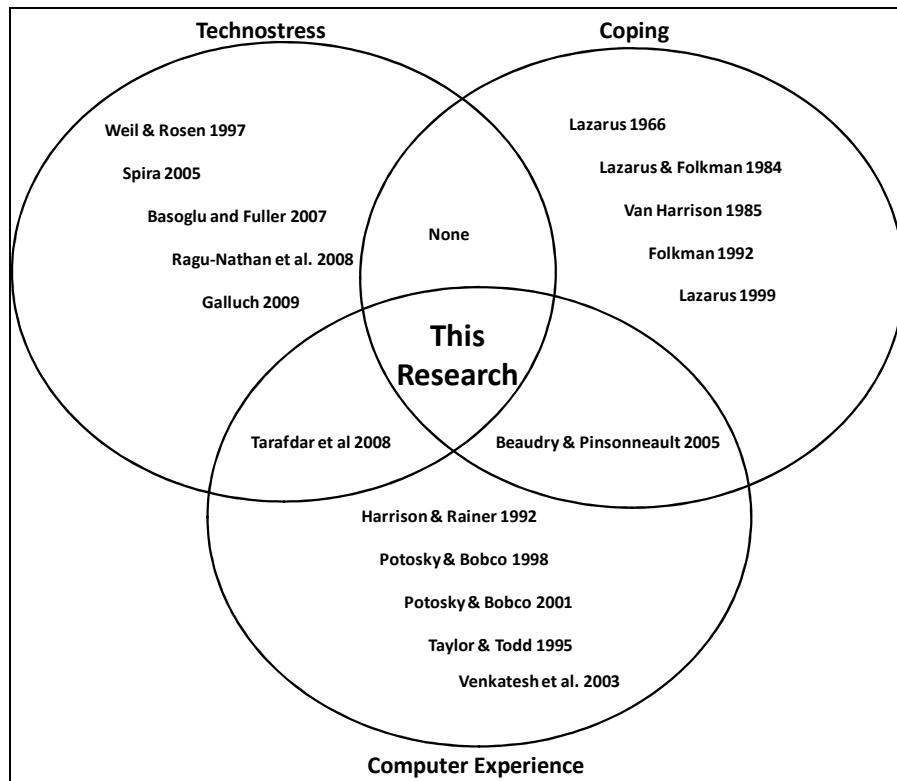 Technostress
Coping
Weil & Rosen 1997
Spira 2005
Basoglu and Fuller 2007
Ragu-Nathan et al. 2008
Galluch 2009
None
Lazarus 1966
Lazarus & Folkman 1984
Van Harrison 1985
Folkman 1992
Lazarus 1999
This
Research
Tarafdar et al 2008
Beaudry & Pinsonneault 2005
Harrison & Rainer 1992
Potosky & Bobco 1998
Potosky & Bobco 2001
Taylor & Todd 1995
Venkatesh et al. 2003
Computer Experience